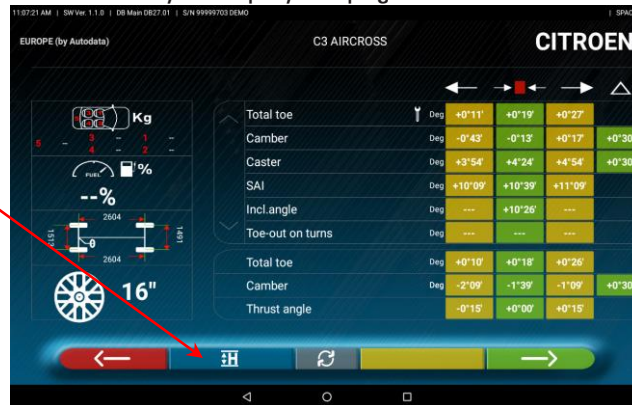 11:07:21 AM | SW Ver. 1.1.0 | DB Main DB27.01 | S/N 99999703 DEMO | SPAC
EUROPE (by Autodata) C3 AIRCROSS CITROEN
Kg
5 - 3 - 1 -
4 - 2 -
FUEL %
--%
2604
1513 θ 1491
2604
16"
Total toe Deg +0°11' +0°19' +0°27'
Camber Deg -0°43' -0°13' +0°17' +0°30
Caster Deg +3°54' +4°24' +4°54' +0°30
SAI Deg +10°09' +10°39' +11°09'
Incl.angle Deg --- +10°26' ---
Toe-out on turns Deg --- --- ---
Total toe Deg +0°10' +0°18' +0°26'
Camber Deg -2°09' -1°39' -1°09' +0°30
Thrust angle -0°15' +0°00' +0°15'